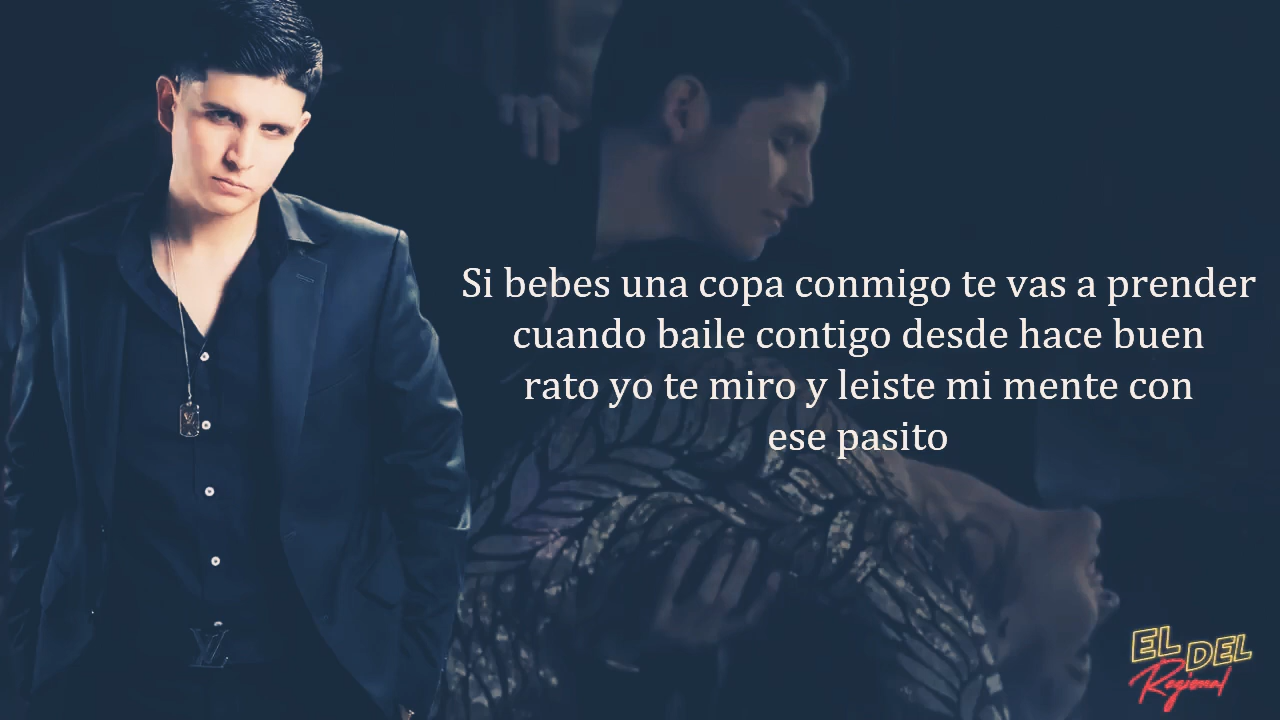 Si bebes una copa conmigo te vas a prender
cuando baile contigo desde hace buen
rato yo te miro y leiste mi mente con
ese pasito
EL DEL
Regional